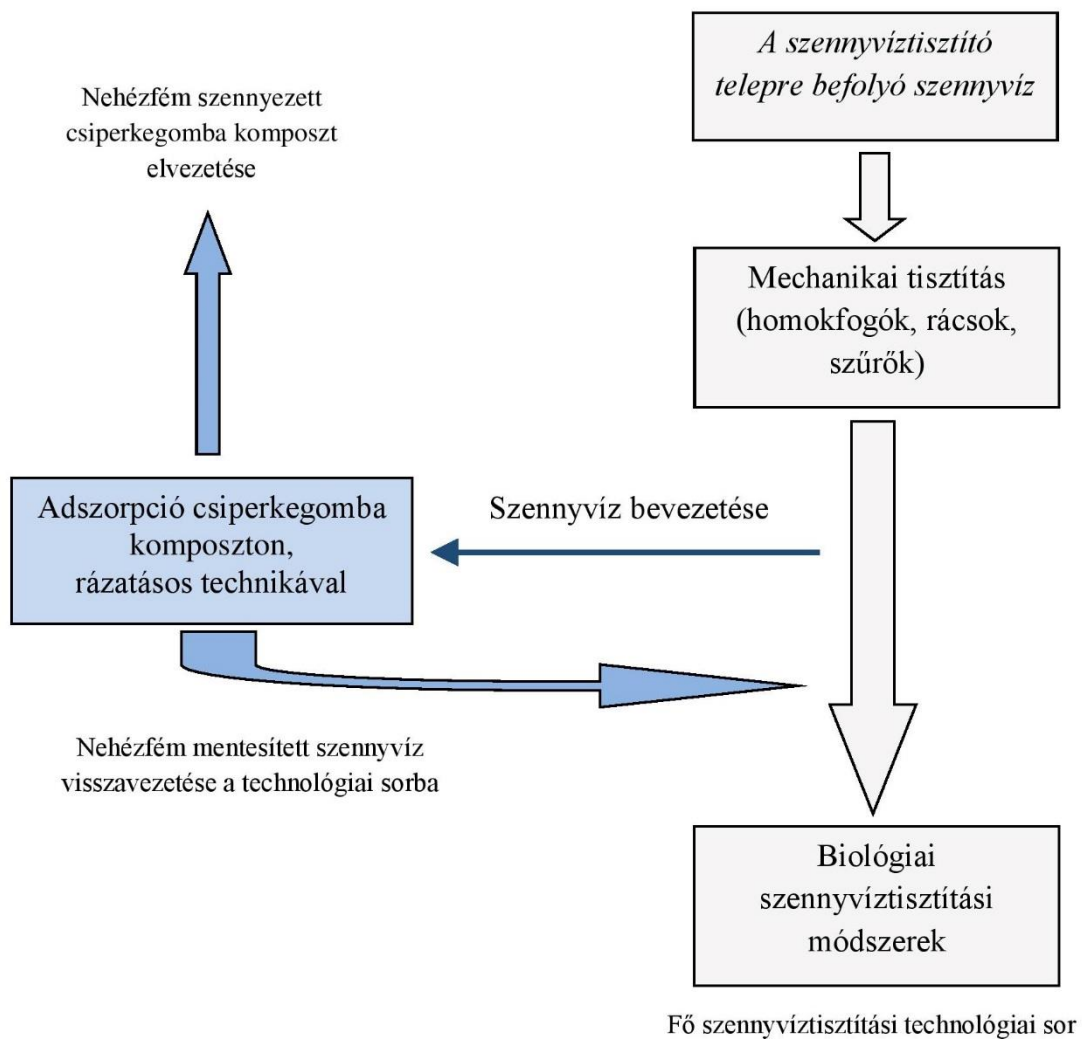 A szennyvíztisztító
telepre befolyó szennyvíz
Nehézfém szennyezett
csiperkegomba komposzt
elvezetése
Mechanikai tisztítás
(homokfogók, rácsok,
szűrők)
Adszorpció csiperkegomba
komposzton,
rázatásos technikával
Szennyvíz bevezetése
Nehézfém mentesített szennyvíz
visszavezetése a technológiai sorba
Biológiai
szennyvíztisztítási
módszerek
Fő szennyvíztisztítási technológiai sor